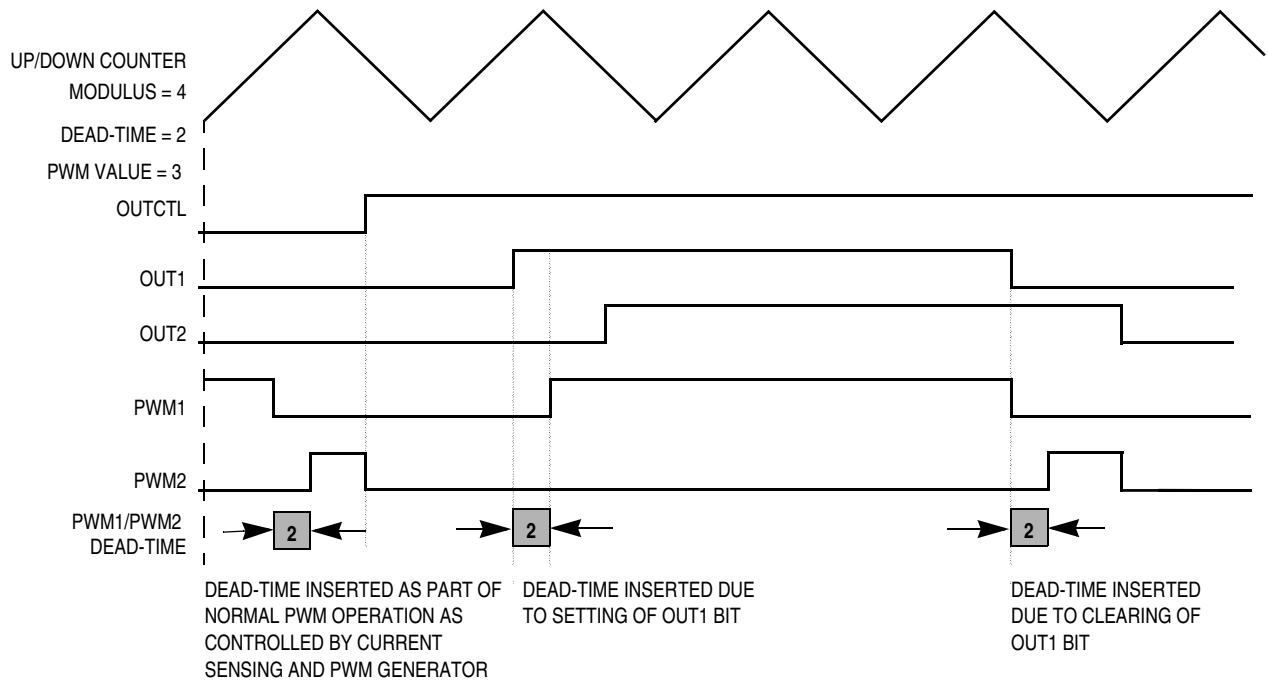 UP/DOWN COUNTER
MODULUS = 4
DEAD-TIME = 2
PWM VALUE = 3
OUTCTL
OUT1
OUT2
PWM1
PWM2
PWM1/PWM2
DEAD-TIME
2
2
2
DEAD-TIME INSERTED AS PART OF
NORMAL PWM OPERATION AS
CONTROLLED BY CURRENT
SENSING AND PWM GENERATOR
DEAD-TIME INSERTED DUE
TO SETTING OF OUT1 BIT
DEAD-TIME INSERTED
DUE TO CLEARING OF
OUT1 BIT